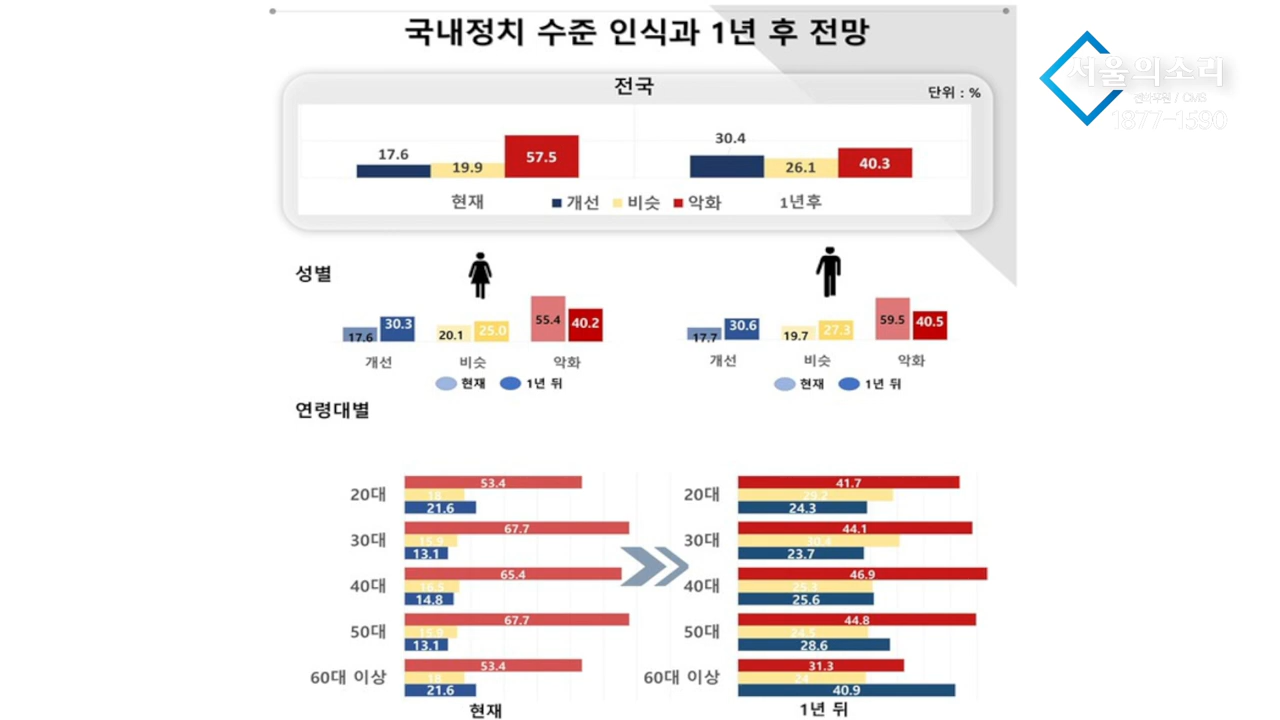 국내정치 수준 인식과 1년 후 전망
서울의소리
1877-1590
전국
단위 : %
17.6 19.9 57.5
30.4 26.1 40.3
현재
개선 비슷 악화
1년후
성별
17.6 30.3 20.1 25.0 55.4 40.2
개선 비슷 악화
현재 1년 뒤
17.7 30.6 19.7 27.3 59.5 40.5
개선 비슷 악화
현재 1년 뒤
연령대별
53.4
20대 18
21.6
67.7
30대 15.9
13.1
65.4
40대 16.5
14.8
67.7
50대 15.9
13.1
53.4
60대 이상 18
21.6
현재
41.7
20대 29.2
24.3
44.1
30대 30.4
23.7
46.9
40대
25.6
44.8
50대 24.5
28.6
31.3
60대 이상 24
40.9
1년 뒤